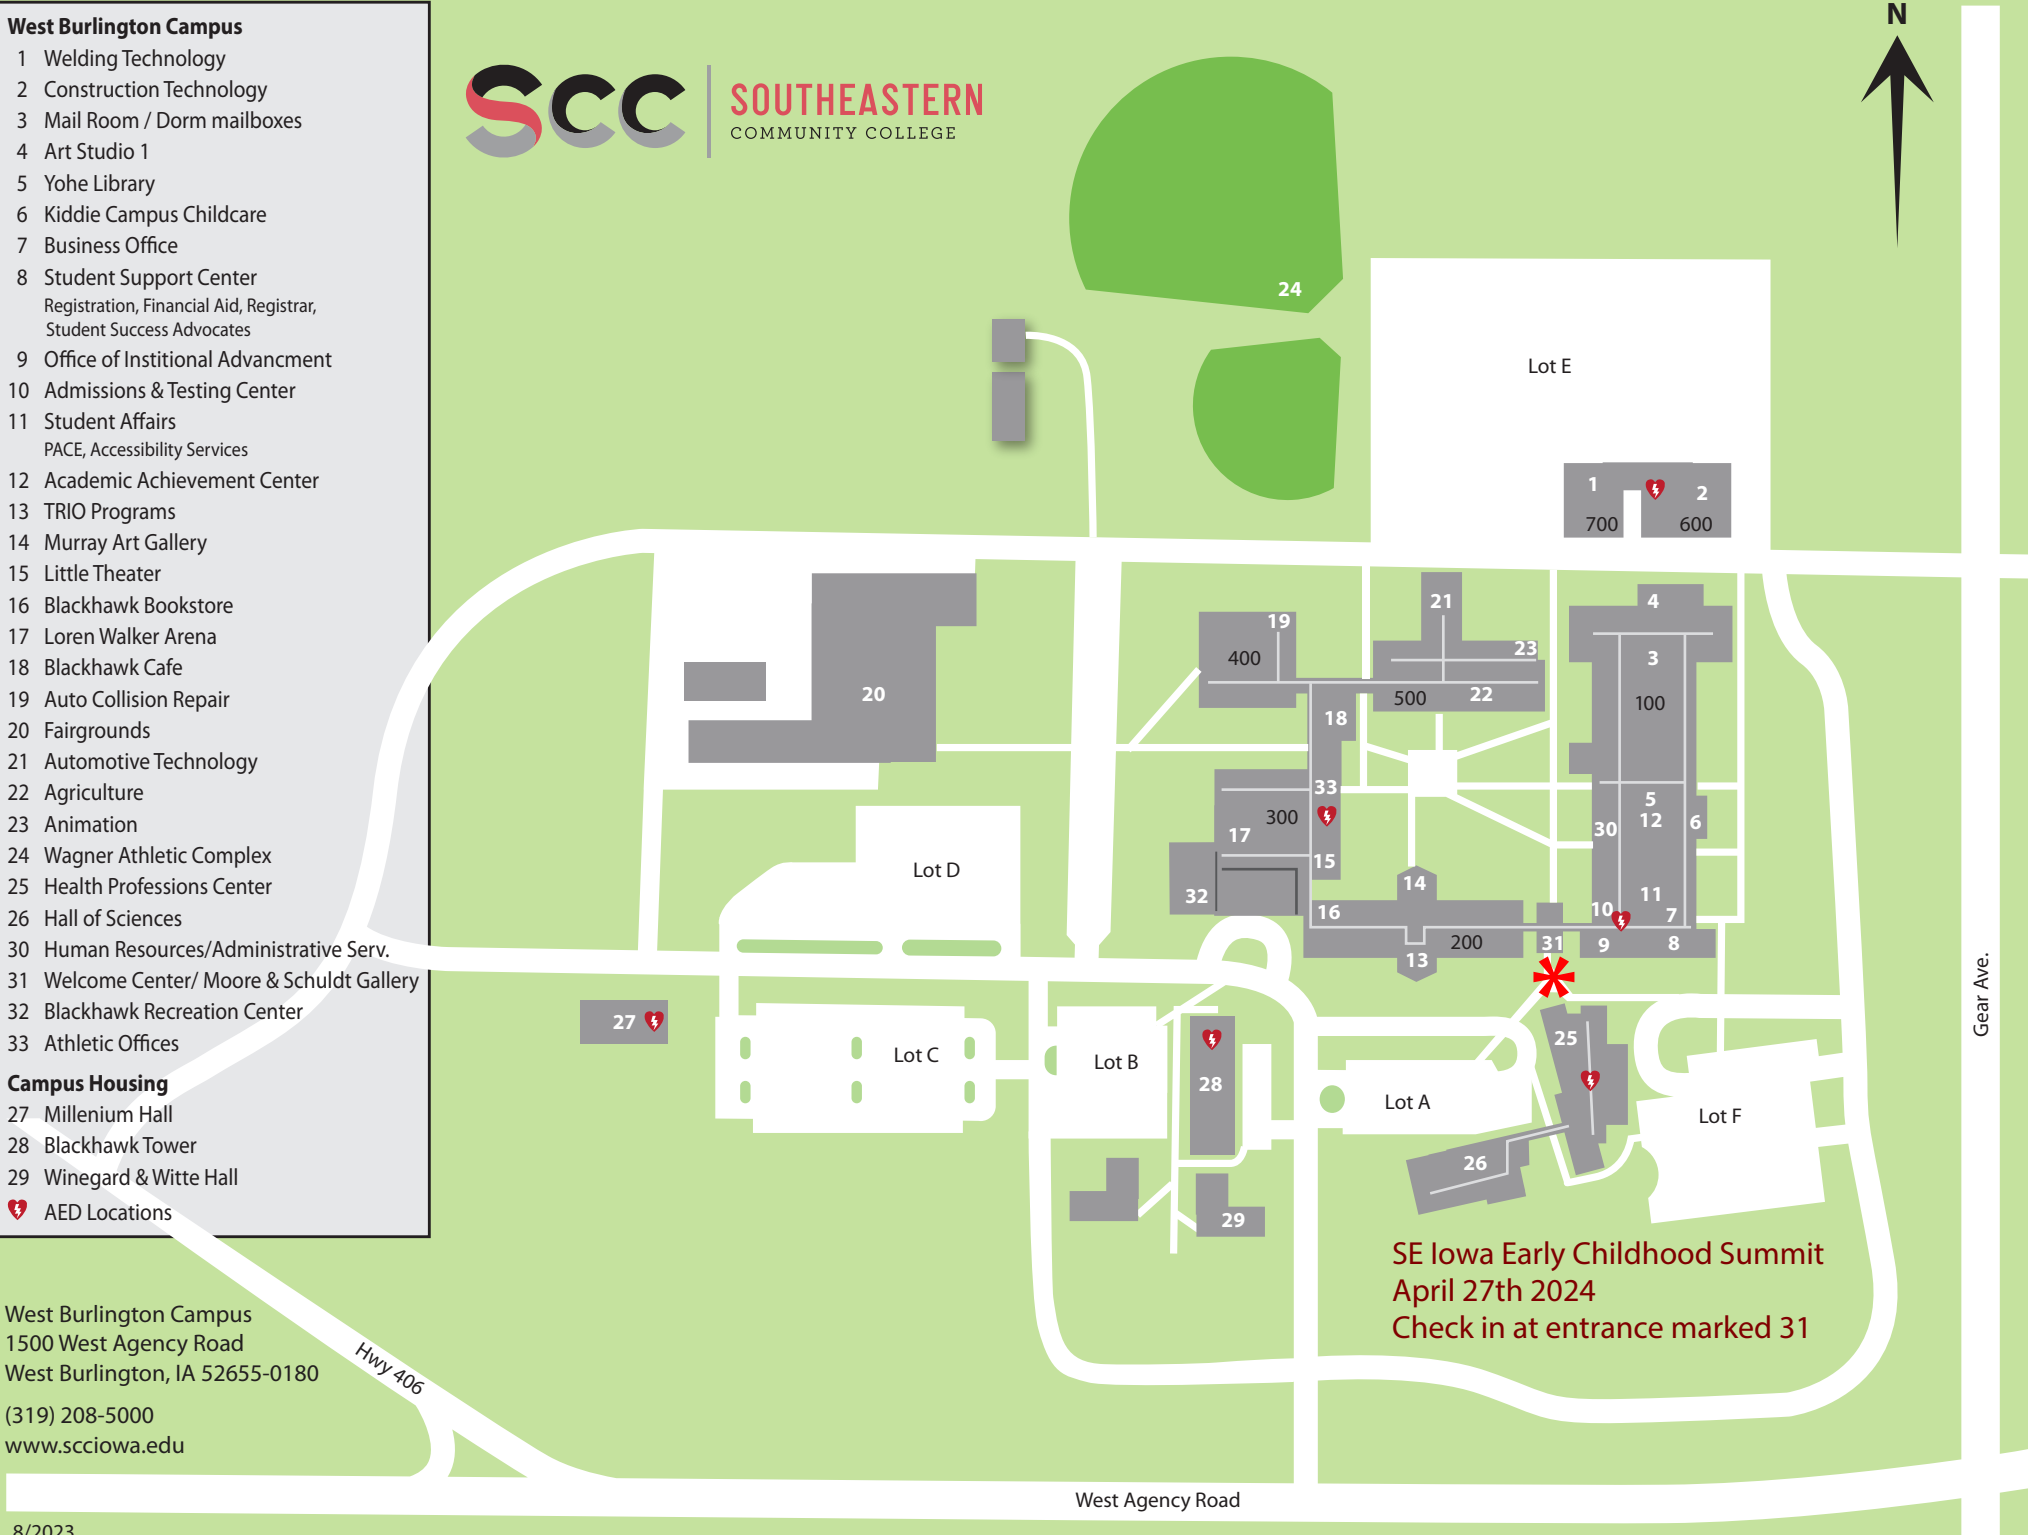 West Burlington Campus
1 Welding Technology
2 Construction Technology
3 Mail Room / Dorm mailboxes
4 Art Studio 1
5 Yohe Library
6 Kiddie Campus Childcare
7 Business Office
8 Student Support Center
Registration, Financial Aid, Registrar,
Student Success Advocates
9 Office of Institional Advancment
10 Admissions & Testing Center
11 Student Affairs
PACE, Accessibility Services
12 Academic Achievement Center
13 TRIO Programs
14 Murray Art Gallery
15 Little Theater
16 Blackhawk Bookstore
17 Loren Walker Arena
18 Blackhawk Cafe
19 Auto Collision Repair
20 Fairgrounds
21 Automotive Technology
22 Agriculture
23 Animation
24 Wagner Athletic Complex
25 Health Professions Center
26 Hall of Sciences
30 Human Resources/Administrative Serv.
31 Welcome Center/ Moore & Schuldt Gallery
32 Blackhawk Recreation Center
33 Athletic Offices
Campus Housing
27 Millenium Hall
28 Blackhawk Tower
29 Winegard & Witte Hall
AED Locations
West Burlington Campus
1500 West Agency Road
West Burlington, IA 52655-0180
(319) 208-5000
www.scciowa.edu
8/2023
SCC
SOUTHEASTERN
COMMUNITY COLLEGE
N
24
Lot E
1
2
700
600
21
4
19
23
3
400
20
500
22
100
18
33
5
300
12
6
30
17
15
Lot D
14
11
32
10
7
16
200
31
9
8
13
Gear Ave.
27
25
Lot C
Lot B
28
Lot A
Lot F
26
29
SE Iowa Early Childhood Summit
April 27th 2024
Check in at entrance marked 31
Hwy 406
West Agency Road